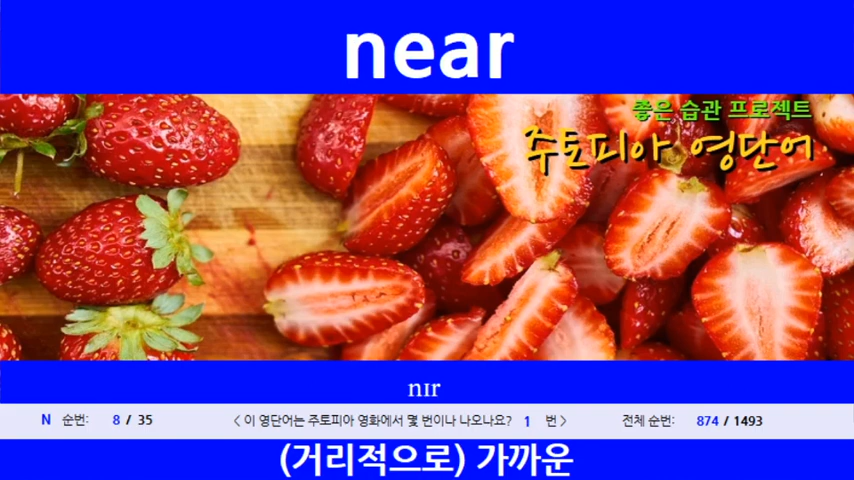 near
좋은 습관 프로젝트
주토피아 영단어
nɪr
N 순번: 8 / 35 < 이 영단어는 주토피아 영화에서 몇 번이나 나오나요? 1 번 > 전체 순번: 874 / 1493
(거리적으로) 가까운